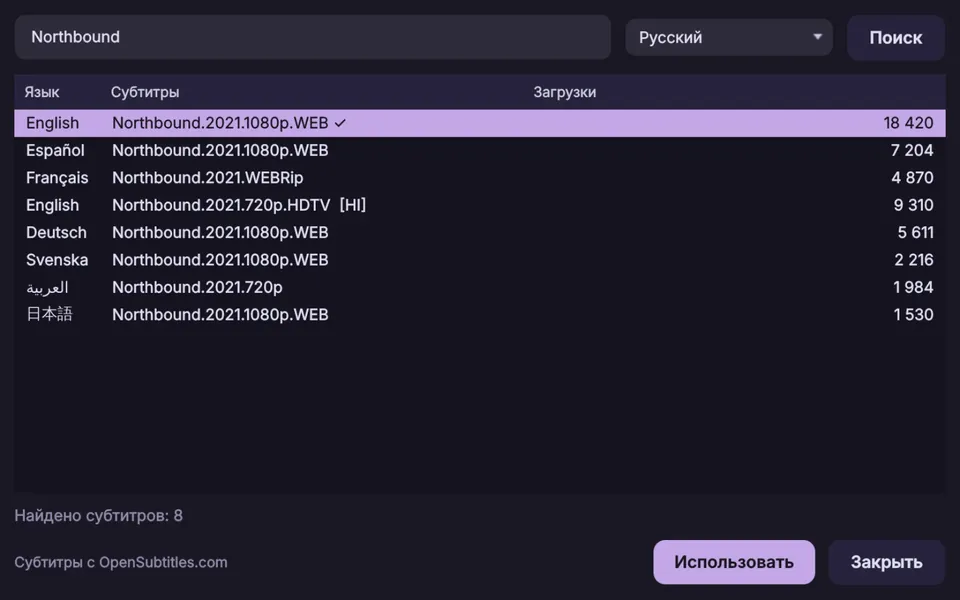 Northbound Русский Поиск
Язык Субтитры Загрузки
English Northbound.2021.1080p.WEB ✓ 18 420
Español Northbound.2021.1080p.WEB 7 204
Français Northbound.2021.WEBRip 4 870
English Northbound.2021.720p.HDTV [HI] 9 310
Deutsch Northbound.2021.1080p.WEB 5 611
Svenska Northbound.2021.1080p.WEB 2 216
العربية Northbound.2021.720p 1 984
日本語 Northbound.2021.1080p.WEB 1 530
Найдено субтитров: 8
Субтитры с OpenSubtitles.com Использовать Закрыть